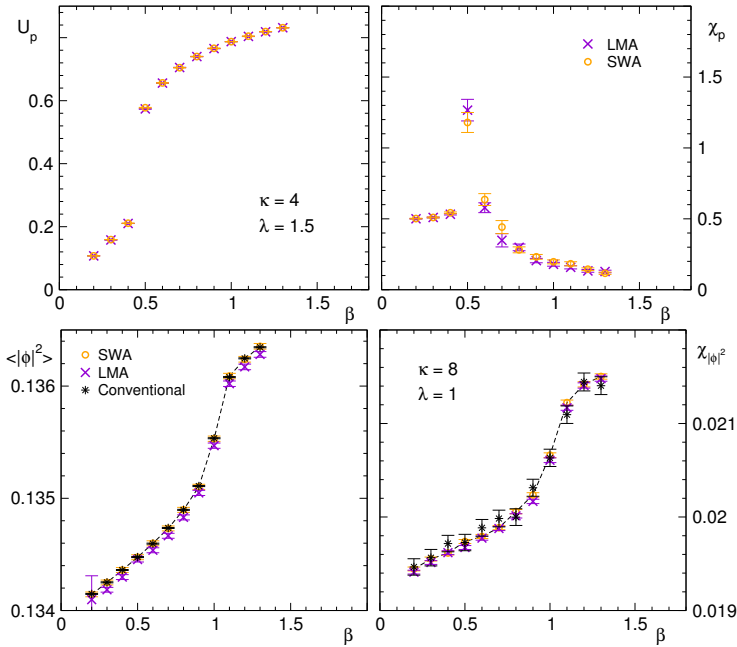 U_p
0.8
0.6
0.4
0.2
0
0 0.5 1 1.5 β
κ = 4
λ = 1.5
χ_p
LMA
SWA
1.5
1
0.5
0
0 0.5 1 1.5 β
<|ϕ|²>
SWA
LMA
Conventional
0.136
0.135
0.134
0 0.5 1 1.5 β
χ_|ϕ|²
κ = 8
λ = 1
0.021
0.02
0.019
0 0.5 1 1.5 β